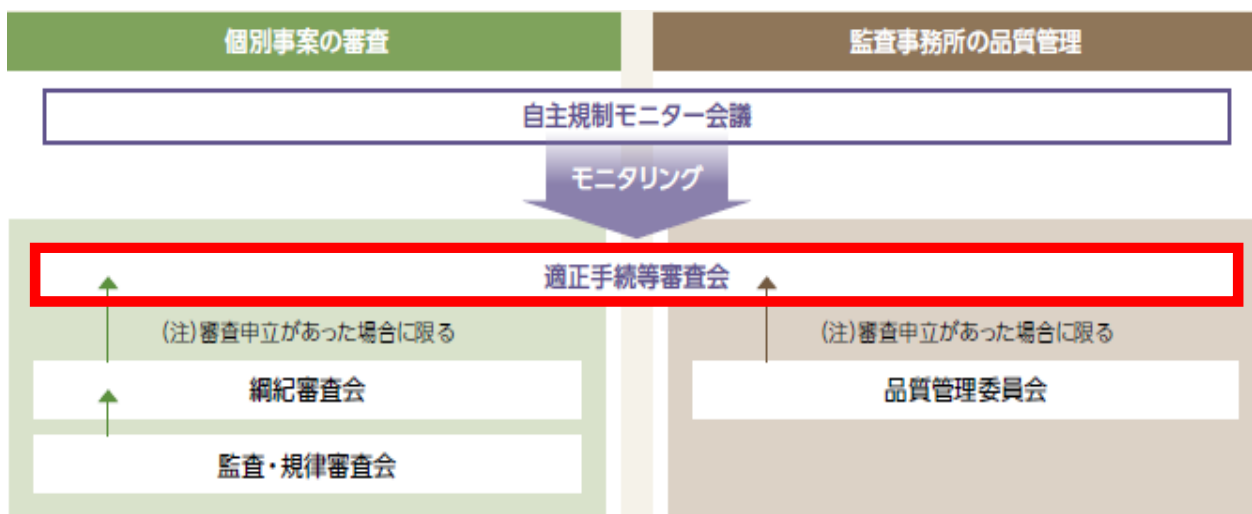 個別事案の審査
監査事務所の品質管理
自主規制モニター会議
モニタリング
適正手続等審査会
(注)審査申立があった場合に限る
(注)審査申立があった場合に限る
綱紀審査会
品質管理委員会
監査・規律審査会